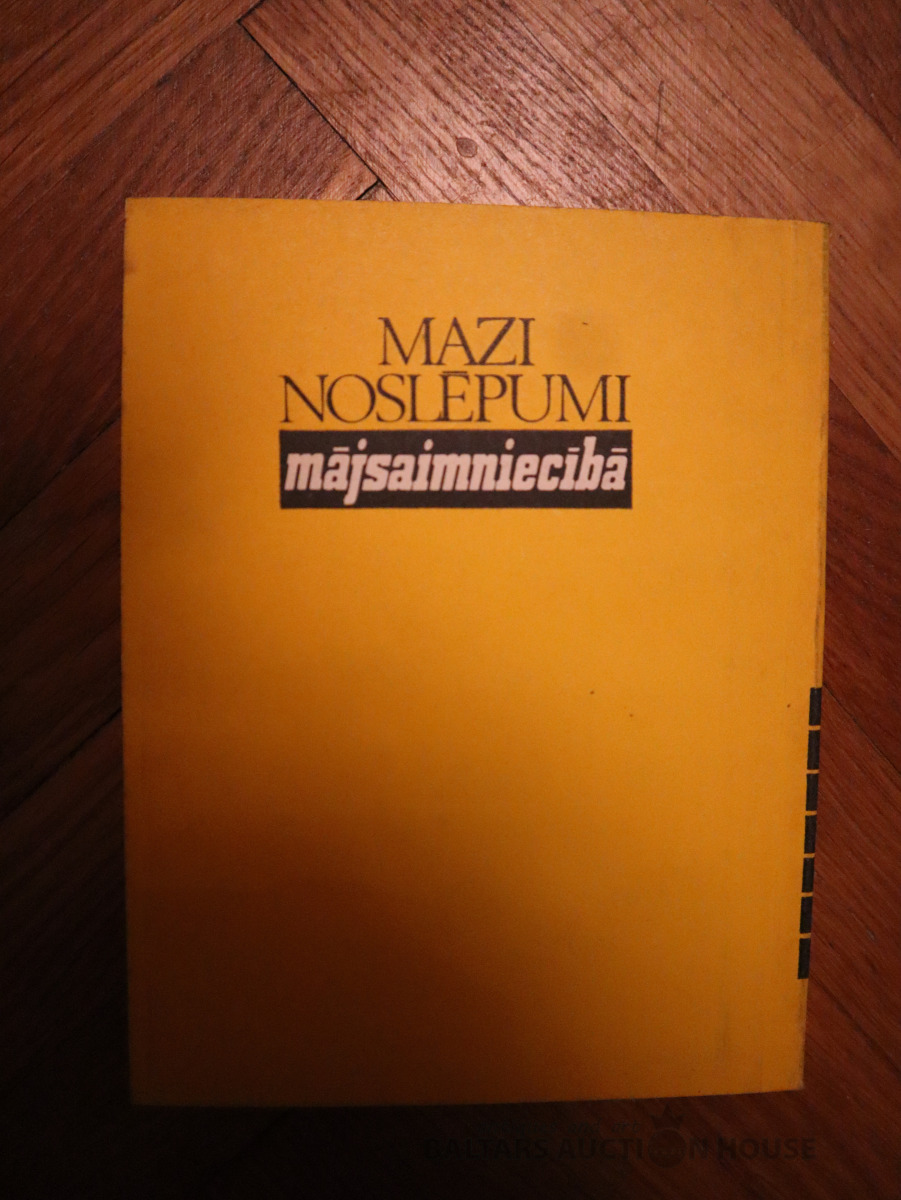 MAZI
NOSLĒPUMI
mājsaimniecībā
BALTARS AUCTION HOUSE